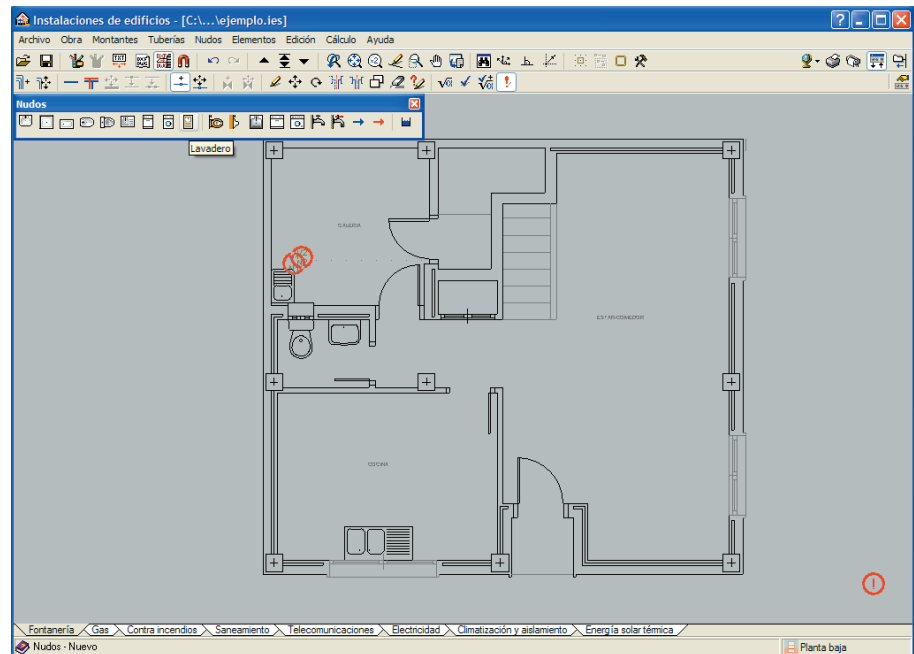 Instalaciones de edificios - [C:\...\ejemplo.ies]
Archivo Obra Montantes Tuberías Nudos Elementos Edición Cálculo Ayuda
Nudos
Lavadero
GALERIA
ESTAR-COMEDOR
COCINA
Fontanería Gas Contra incendios Saneamiento Telecomunicaciones Electricidad Climatización y aislamiento Energía solar térmica
Nudos - Nuevo Planta baja